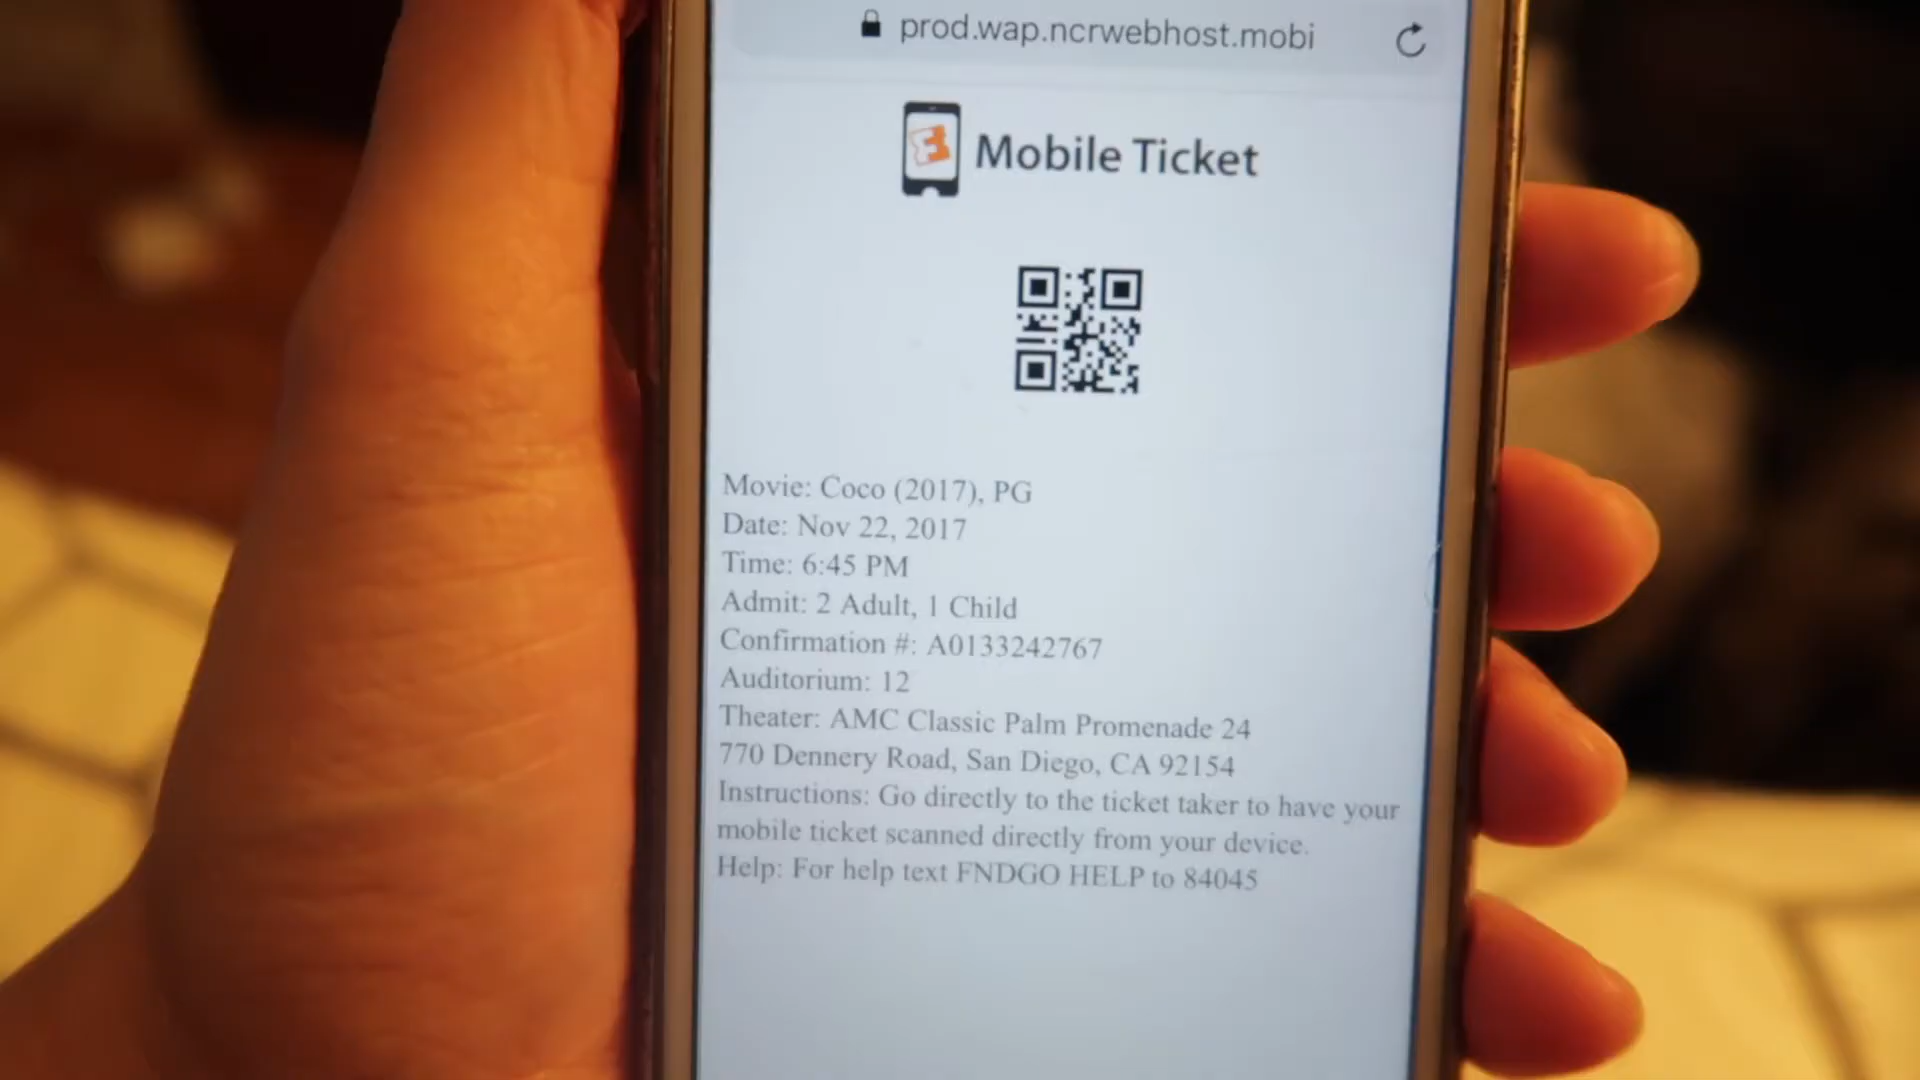 prod.wap.ncrwebhost.mobi
Mobile Ticket
Movie: Coco (2017), PG
Date: Nov 22, 2017
Time: 6:45 PM
Admit: 2 Adult, 1 Child
Confirmation #: A0133242767
Auditorium: 12
Theater: AMC Classic Palm Promenade 24
770 Dennery Road, San Diego, CA 92154
Instructions: Go directly to the ticket taker to have your
mobile ticket scanned directly from your device.
Help: For help text FNDGO HELP to 84045